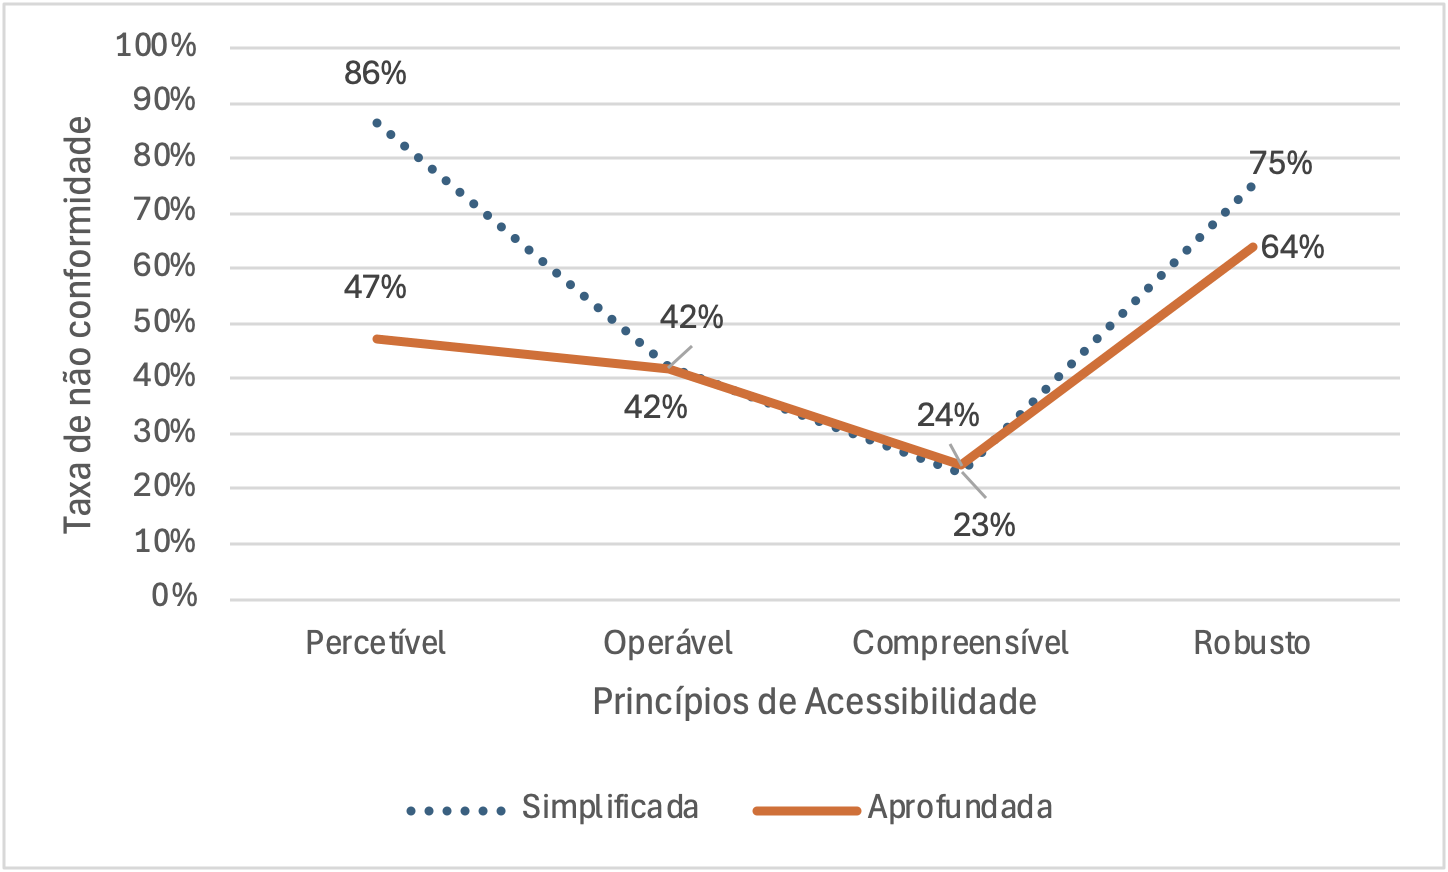 100%
90%
80%
70%
60%
50%
40%
30%
20%
10%
0%
Taxa de não conformidade
86%
47%
42%
42%
24%
23%
75%
64%
Percetível
Operável
Compreensível
Robusto
Princípios de Acessibilidade
Simplificada
Aprofundada